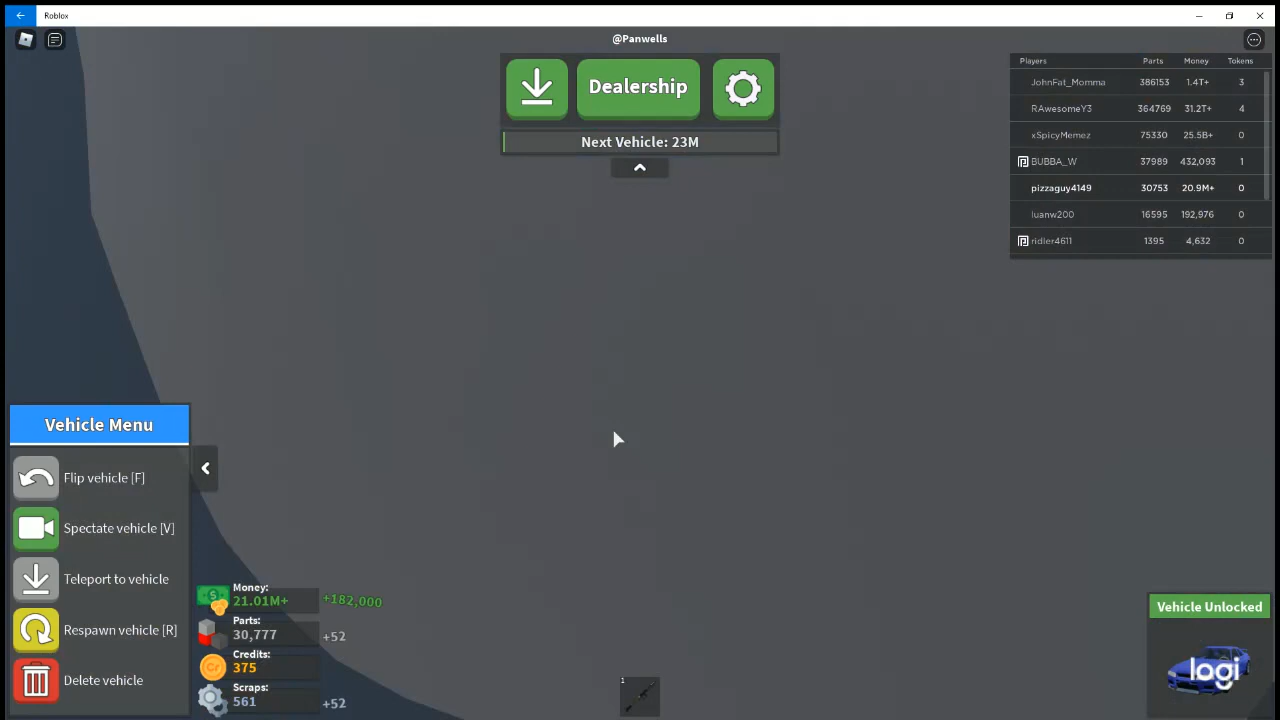 Roblox
@Panwells
Dealership
Next Vehicle: 23M
Players Parts Money Tokens
JohnFat_Momma 386153 1.4T+ 3
RAwesomeY3 364769 31.2T+ 4
xSpicyMemez 75330 25.5B+ 0
BUBBA_W 37989 432,093 1
pizzaguy4149 30753 20.9M+ 0
luanw200 16595 192,976 0
ridler4611 1395 4,632 0
Vehicle Menu
Flip vehicle [F]
Spectate vehicle [V]
Teleport to vehicle
Respawn vehicle [R]
Delete vehicle
Money:
21.01M+ +182,000
Parts:
30,777 +52
Credits:
375
Scraps:
561 +52
1
Vehicle Unlocked
logi